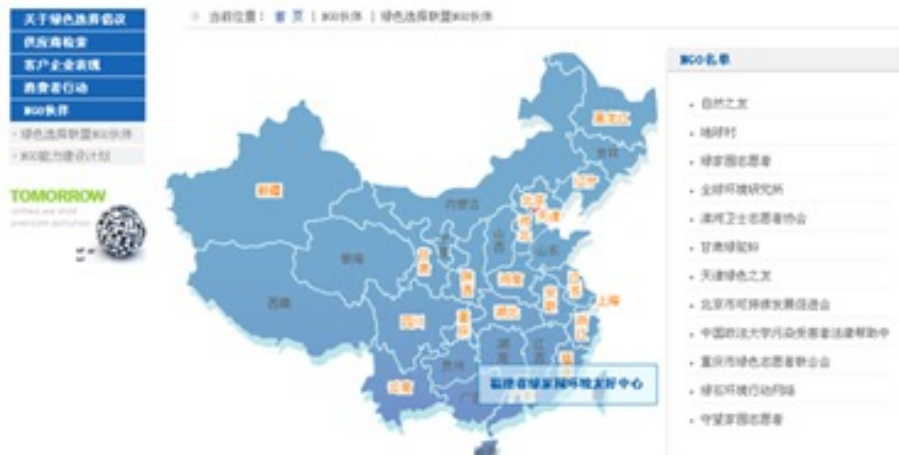 关于绿色选择倡议
供应商检索
客户企业表现
消费者行动
NGO伙伴
· 绿色选择联盟NGO伙伴
· NGO能力建设计划
TOMORROW
当前位置： 首 页 | NGO伙伴 | 绿色选择联盟NGO伙伴
黑龙江
吉林
辽宁
新疆
内蒙古
北京
天津
河北
山西
山东
青海
甘肃
陕西
河南
江苏
安徽
上海
西藏
四川
重庆
湖北
浙江
湖南
江西
贵州
云南
福建省绿家园环境友好中心
NGO名单
• 自然之友
• 地球村
• 绿家园志愿者
• 全球环境研究所
• 淮河卫士志愿者协会
• 甘肃绿驼铃
• 天津绿色之友
• 北京市可持续发展促进会
• 中国政法大学污染受害者法律帮助中
• 重庆市绿色志愿者联合会
• 绿石环境行动网络
• 守望家园志愿者